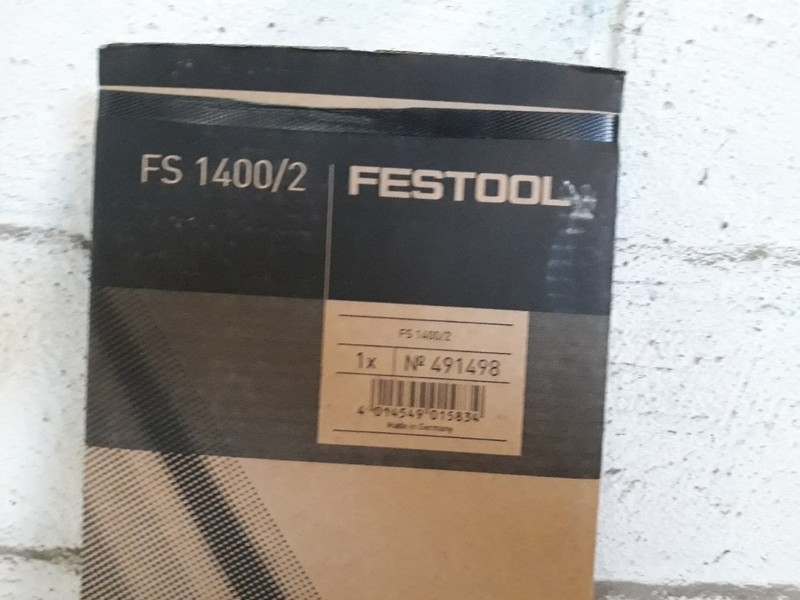 FS 1400/2
FESTOOL
FS 1400/2
1x № 491498
4 014549 015834
Made in Germany